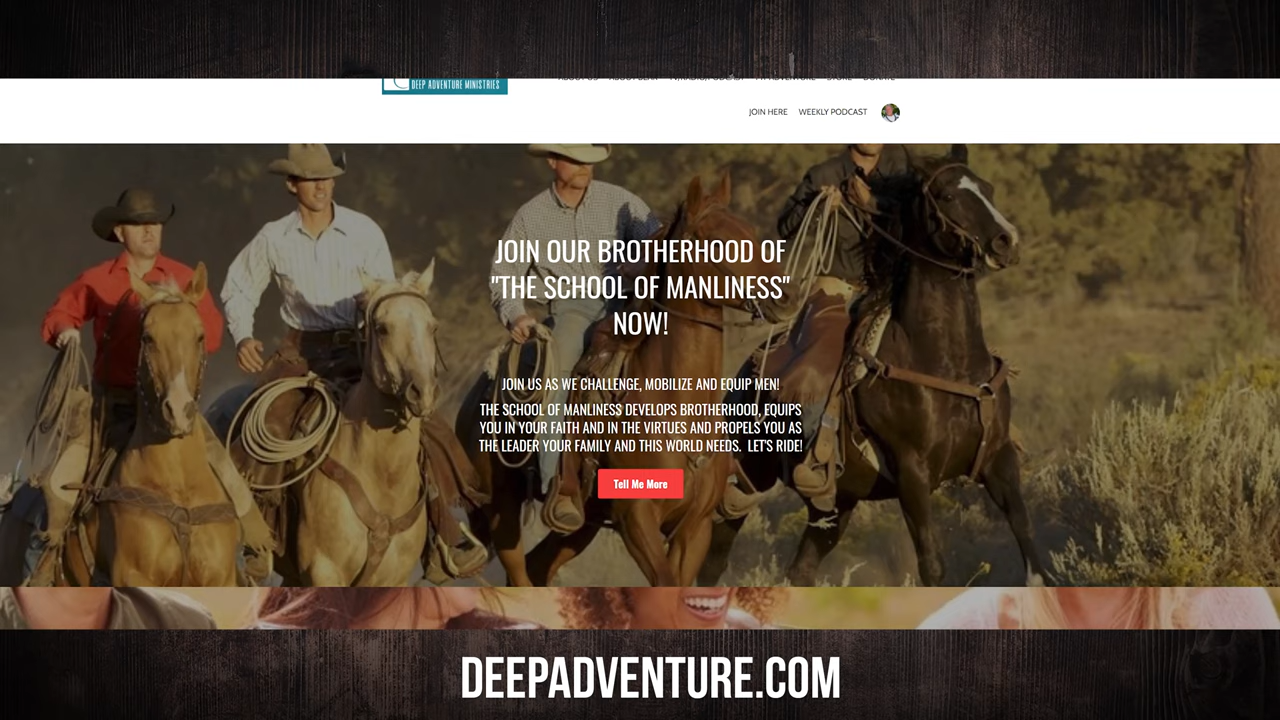 DEEP ADVENTURE MINISTRIES
JOIN HERE WEEKLY PODCAST
JOIN OUR BROTHERHOOD OF
"THE SCHOOL OF MANLINESS"
NOW!
JOIN US AS WE CHALLENGE, MOBILIZE AND EQUIP MEN!
THE SCHOOL OF MANLINESS DEVELOPS BROTHERHOOD, EQUIPS
YOU IN YOUR FAITH AND IN THE VIRTUES AND PROPELS YOU AS
THE LEADER YOUR FAMILY AND THIS WORLD NEEDS. LET'S RIDE!
Tell Me More
DEEPADVENTURE.COM